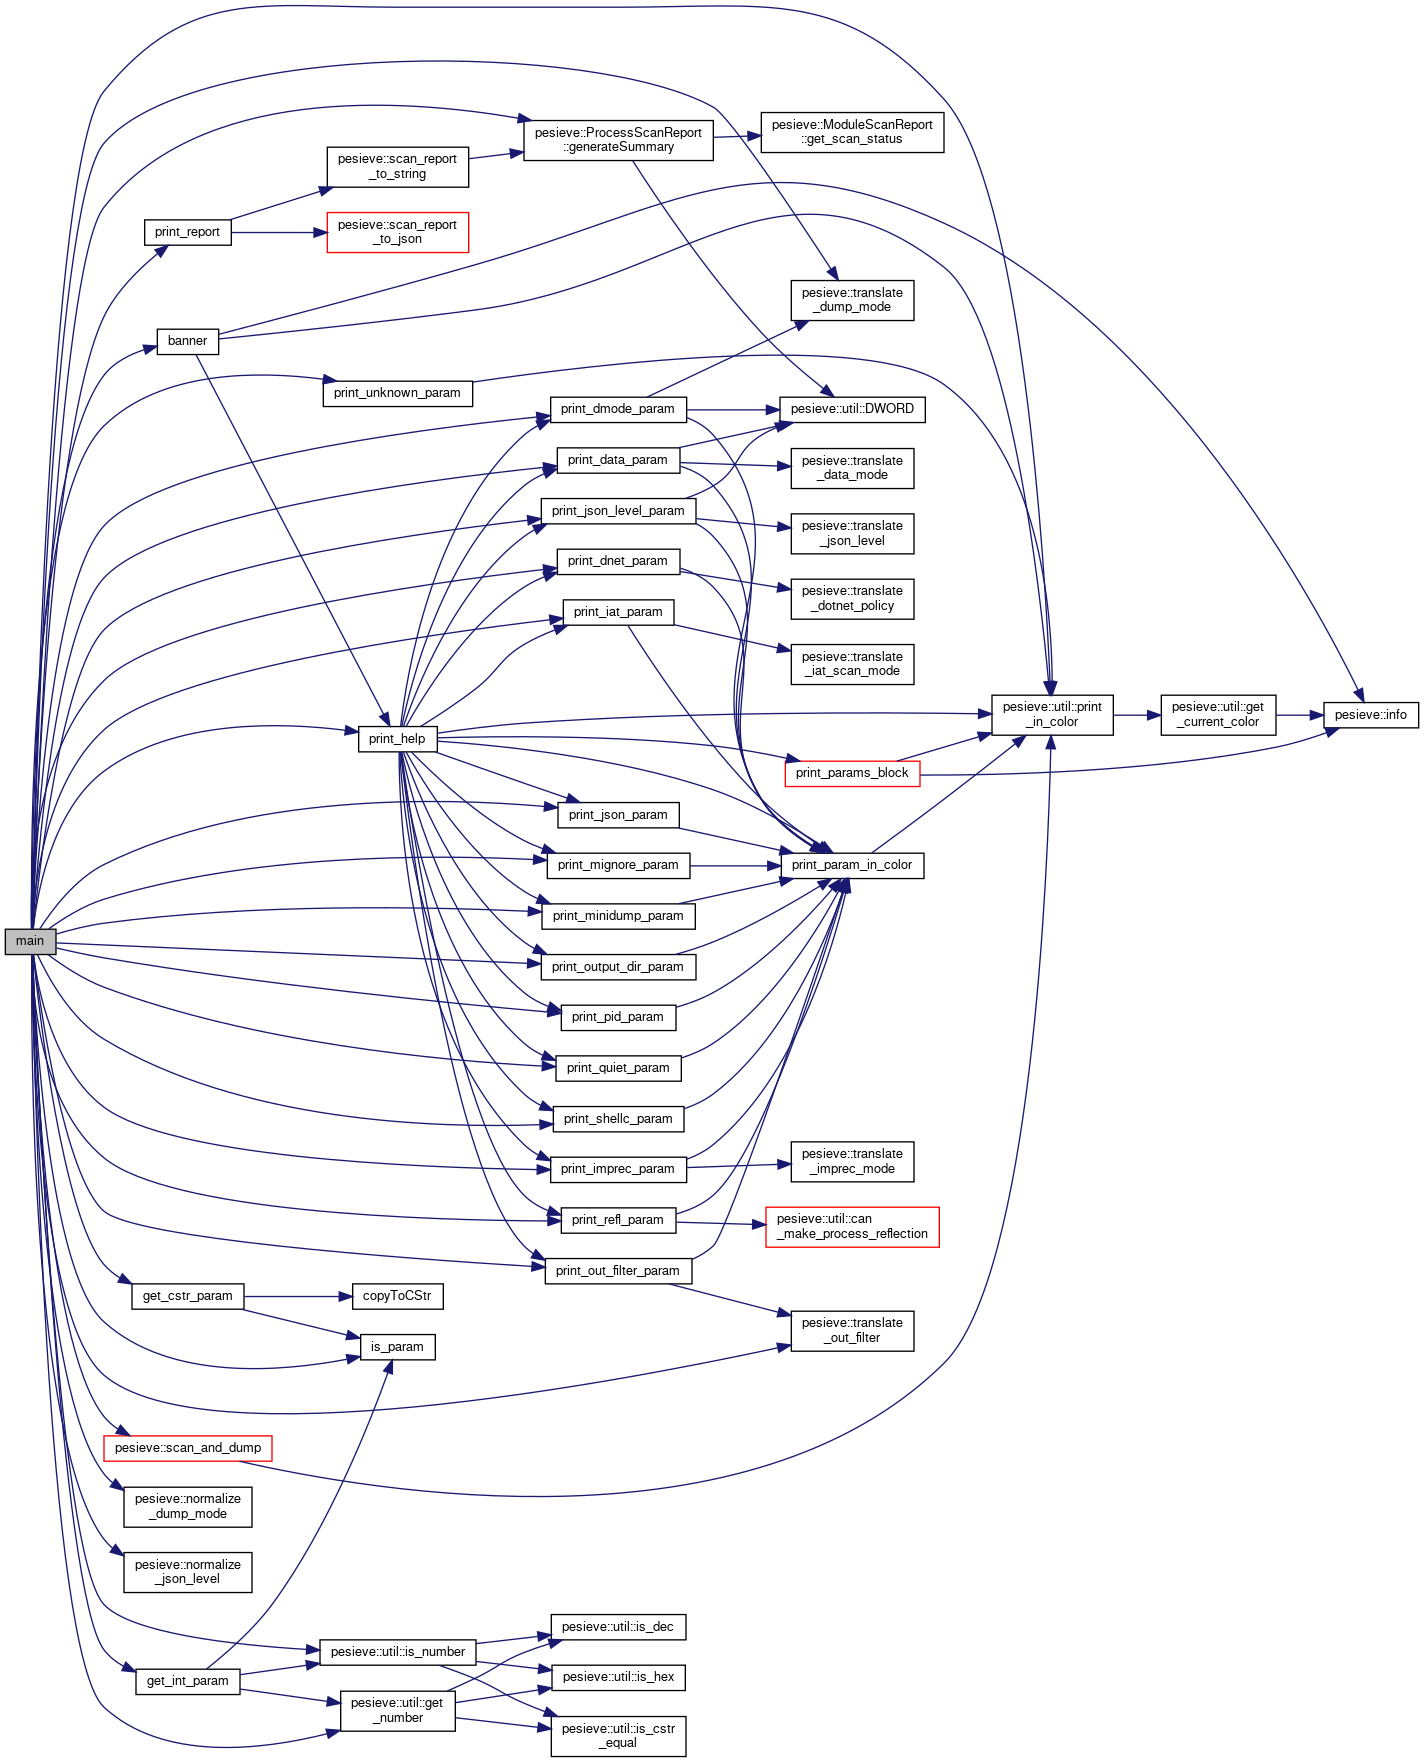 pesieve::ProcessScanReport
::generateSummary
pesieve::ModuleScanReport
::get_scan_status
pesieve::scan_report
_to_string
print_report
pesieve::scan_report
_to_json
pesieve::translate
_dump_mode
banner
print_unknown_param
print_dmode_param
pesieve::util::DWORD
print_data_param
pesieve::translate
_data_mode
print_json_level_param
pesieve::translate
_json_level
print_dnet_param
pesieve::translate
_dotnet_policy
print_iat_param
pesieve::translate
_iat_scan_mode
pesieve::util::print
_in_color
pesieve::util::get
_current_color
pesieve::info
print_help
print_params_block
print_json_param
print_mignore_param
print_param_in_color
print_minidump_param
main
print_output_dir_param
print_pid_param
print_quiet_param
print_shellc_param
print_imprec_param
pesieve::translate
_imprec_mode
print_refl_param
pesieve::util::can
_make_process_reflection
print_out_filter_param
get_cstr_param
copyToCStr
pesieve::translate
_out_filter
is_param
pesieve::scan_and_dump
pesieve::normalize
_dump_mode
pesieve::normalize
_json_level
pesieve::util::is_dec
pesieve::util::is_number
get_int_param
pesieve::util::is_hex
pesieve::util::get
_number
pesieve::util::is_cstr
_equal